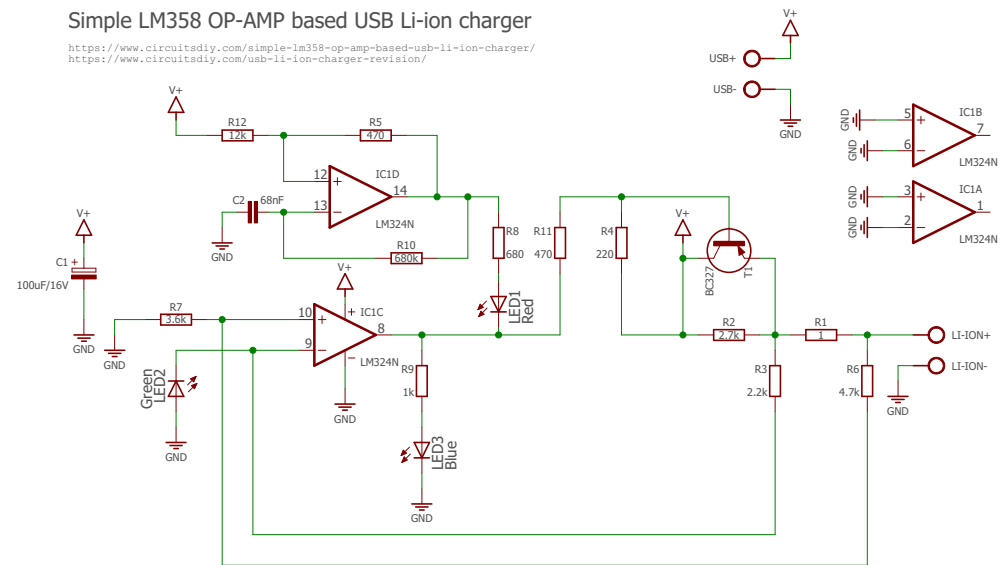 Simple LM358 OP-AMP based USB Li-ion charger
https://www.circuitsdiy.com/simple-lm358-op-amp-based-usb-li-ion-charger/
https://www.circuitsdiy.com/usb-li-ion-charger-revision/
V+
USB+
USB-
GND
V+
R12
12k
R5
470
12
+
13
−
IC1D
14
LM324N
C2
68nF
GND
R10
680k
GND
5
+
GND
6
−
IC1B
7
LM324N
GND
3
+
GND
2
−
IC1A
1
LM324N
V+
C1
+
100uF/16V
GND
R8
680
R11
470
R4
220
V+
BC327
T1
LED1
Red
V+
R7
3.6k
GND
10
+
9
−
+
−
IC1C
8
LM324N
GND
Green
LED2
GND
R9
1k
LED3
Blue
GND
R2
2.7k
R1
1
R3
2.2k
R6
4.7k
LI-ION+
LI-ION-
GND